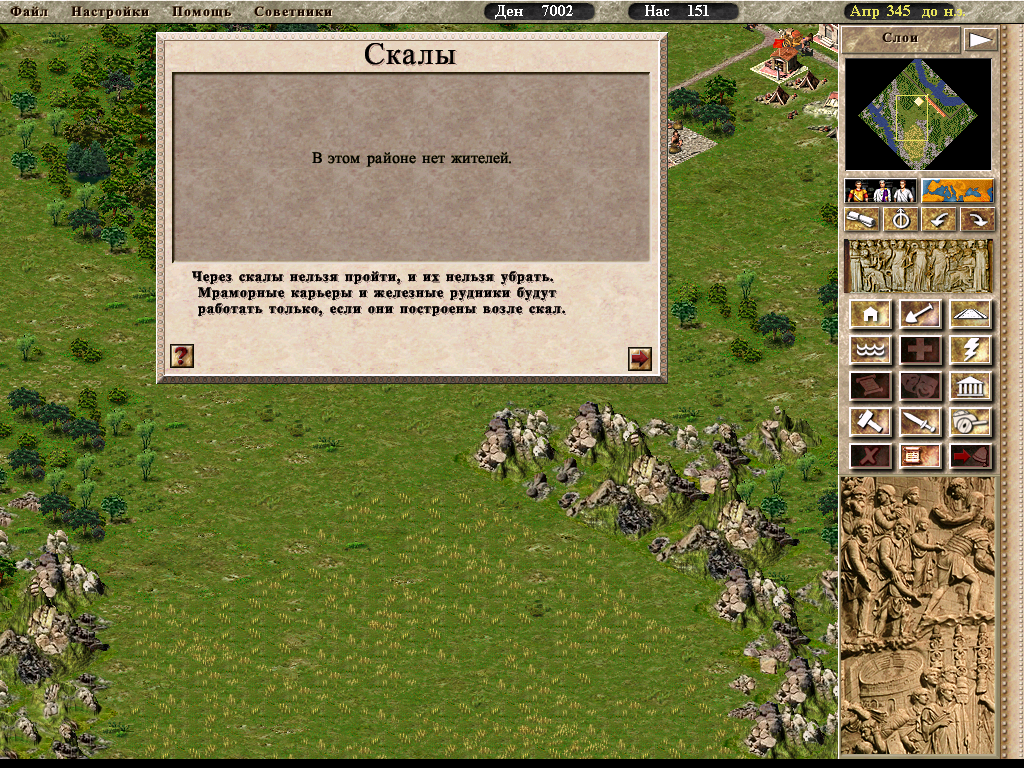 Файл Настройки Помощь Советники Ден 7002 Нас 151 Апр 345 до н.э.
Слои
Скалы
В этом районе нет жителей.
Через скалы нельзя пройти, и их нельзя убрать.
Мраморные карьеры и железные рудники будут
работать только, если они построены возле скал.
?